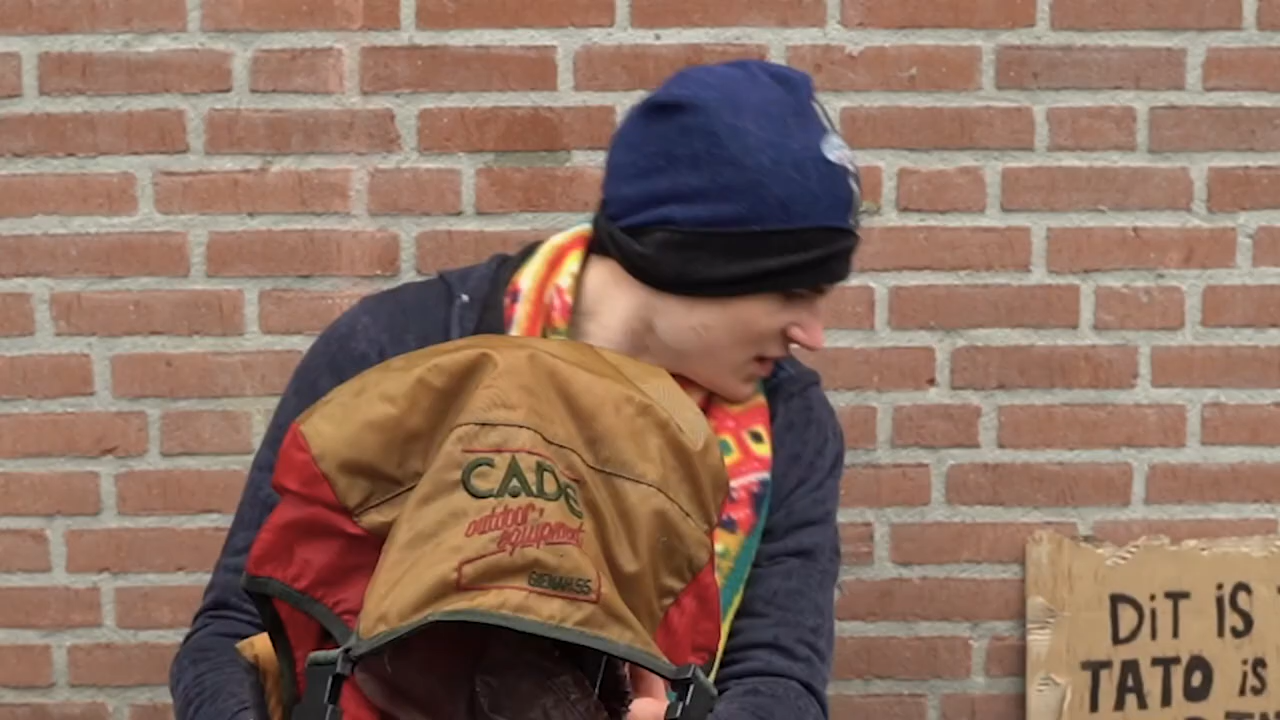 CADE
outdoor
equipment
DiT iS
TATO iS